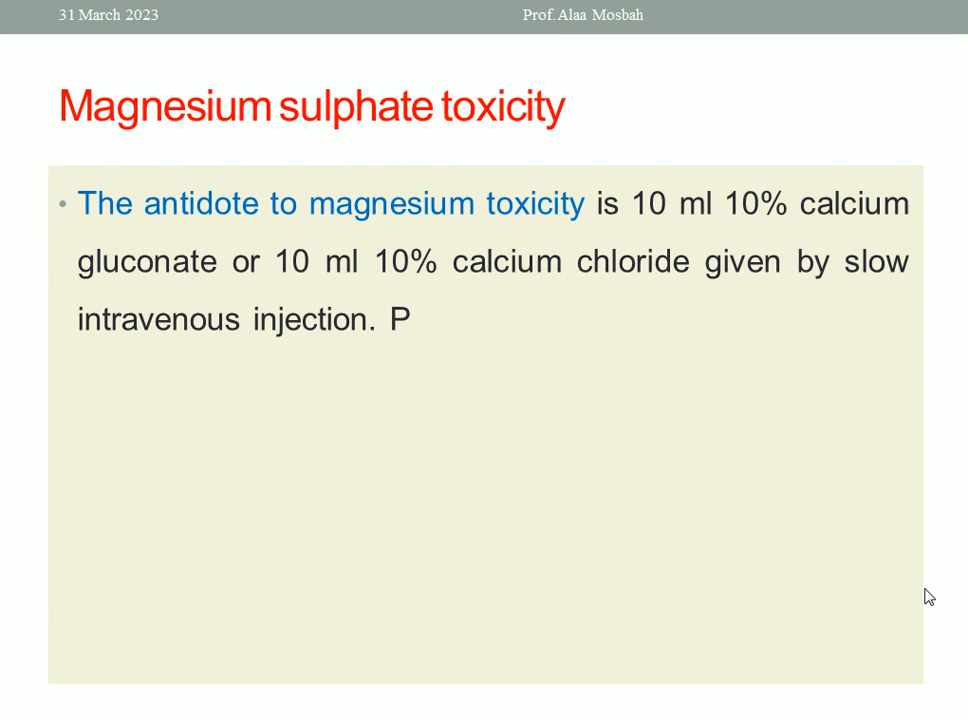 31 March 2023 Prof. Alaa Mosbah
Magnesium sulphate toxicity
• The antidote to magnesium toxicity is 10 ml 10% calcium
gluconate or 10 ml 10% calcium chloride given by slow
intravenous injection. P